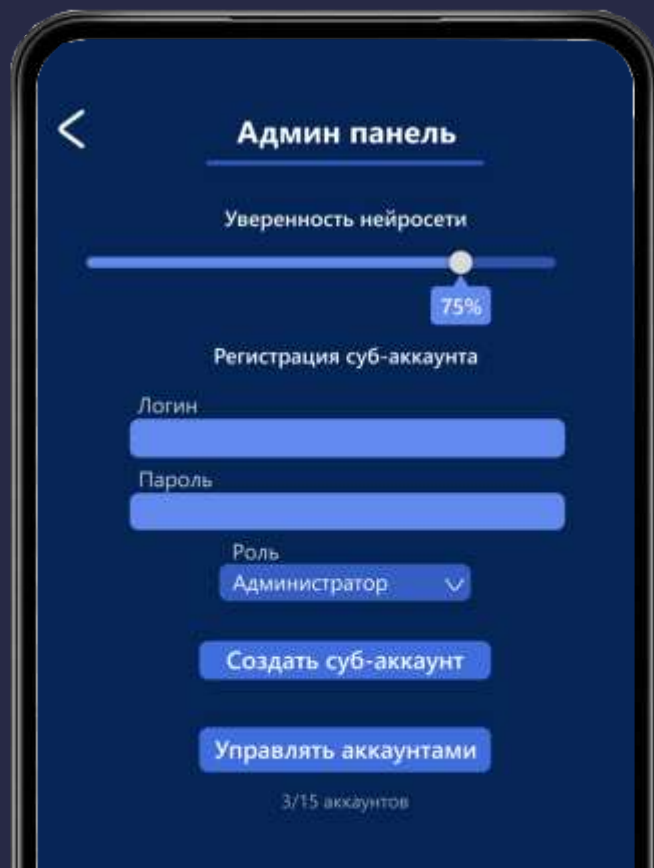 Админ панель
Уверенность нейросети
75%
Регистрация суб-аккаунта
Логин
Пароль
Роль
Администратор
Создать суб-аккаунт
Управлять аккаунтами
3/15 аккаунтов